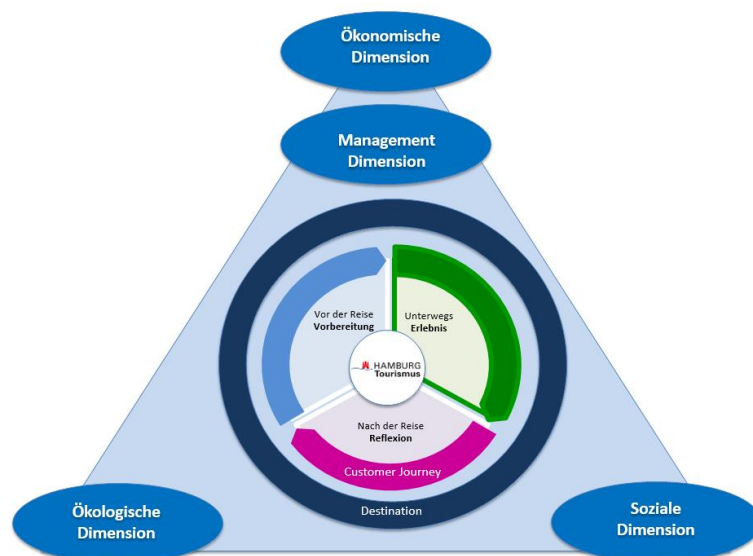 Ökonomische
Dimension
Management
Dimension
Vor der Reise
Vorbereitung
Unterwegs
Erlebnis
HAMBURG
Tourismus
Nach der Reise
Reflexion
Customer Journey
Destination
Ökologische
Dimension
Soziale
Dimension